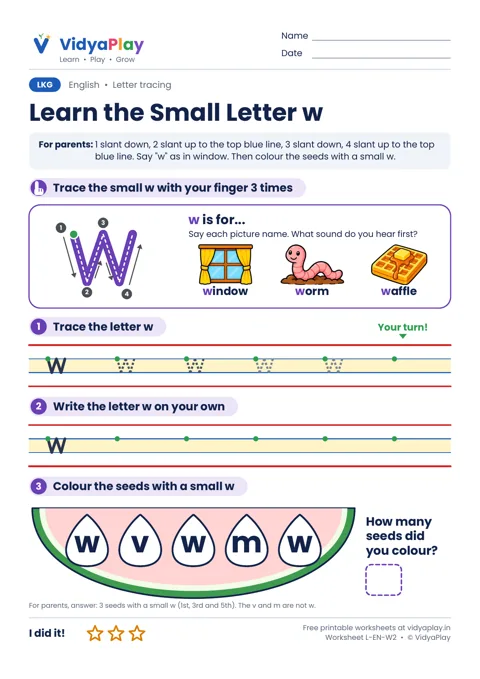 VidyaPlay
Learn • Play • Grow
Name
Date
LKG English • Letter tracing
Learn the Small Letter w
For parents: 1 slant down, 2 slant up to the top blue line, 3 slant down, 4 slant up to the top
blue line. Say "w" as in window. Then colour the seeds with a small w.
Trace the small w with your finger 3 times
1 3 2 4
w
w is for...
Say each picture name. What sound do you hear first?
window worm waffle
1 Trace the letter w
Your turn!
w w w w w
2 Write the letter w on your own
w
3 Colour the seeds with a small w
w v w m w
How many
seeds did
you colour?
For parents, answer: 3 seeds with a small w (1st, 3rd and 5th). The v and m are not w.
I did it!
Free printable worksheets at vidyaplay.in
Worksheet L-EN-W2 • © VidyaPlay